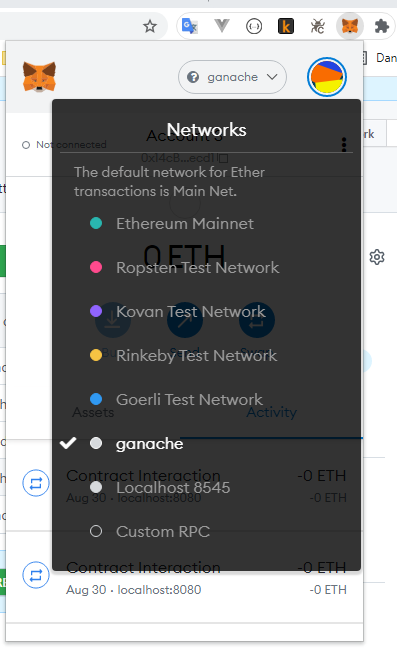 Dan
ganache
Networks
Account 3
rk
Not connected
0x14cB...ecd1
The default network for Ether
transactions is Main Net.
Ethereum Mainnet
0 ETH
Ropsten Test Network
Kovan Test Network
Rinkeby Test Network
Goerli Test Network
Assets
Activity
ganache
Contract Interaction
-0 ETH
Localhost 8545
Aug 30 · localhost:8080
-0 ETH
Custom RPC
Contract Interaction
-0 ETH
Aug 30 · localhost:8080
-0 ETH